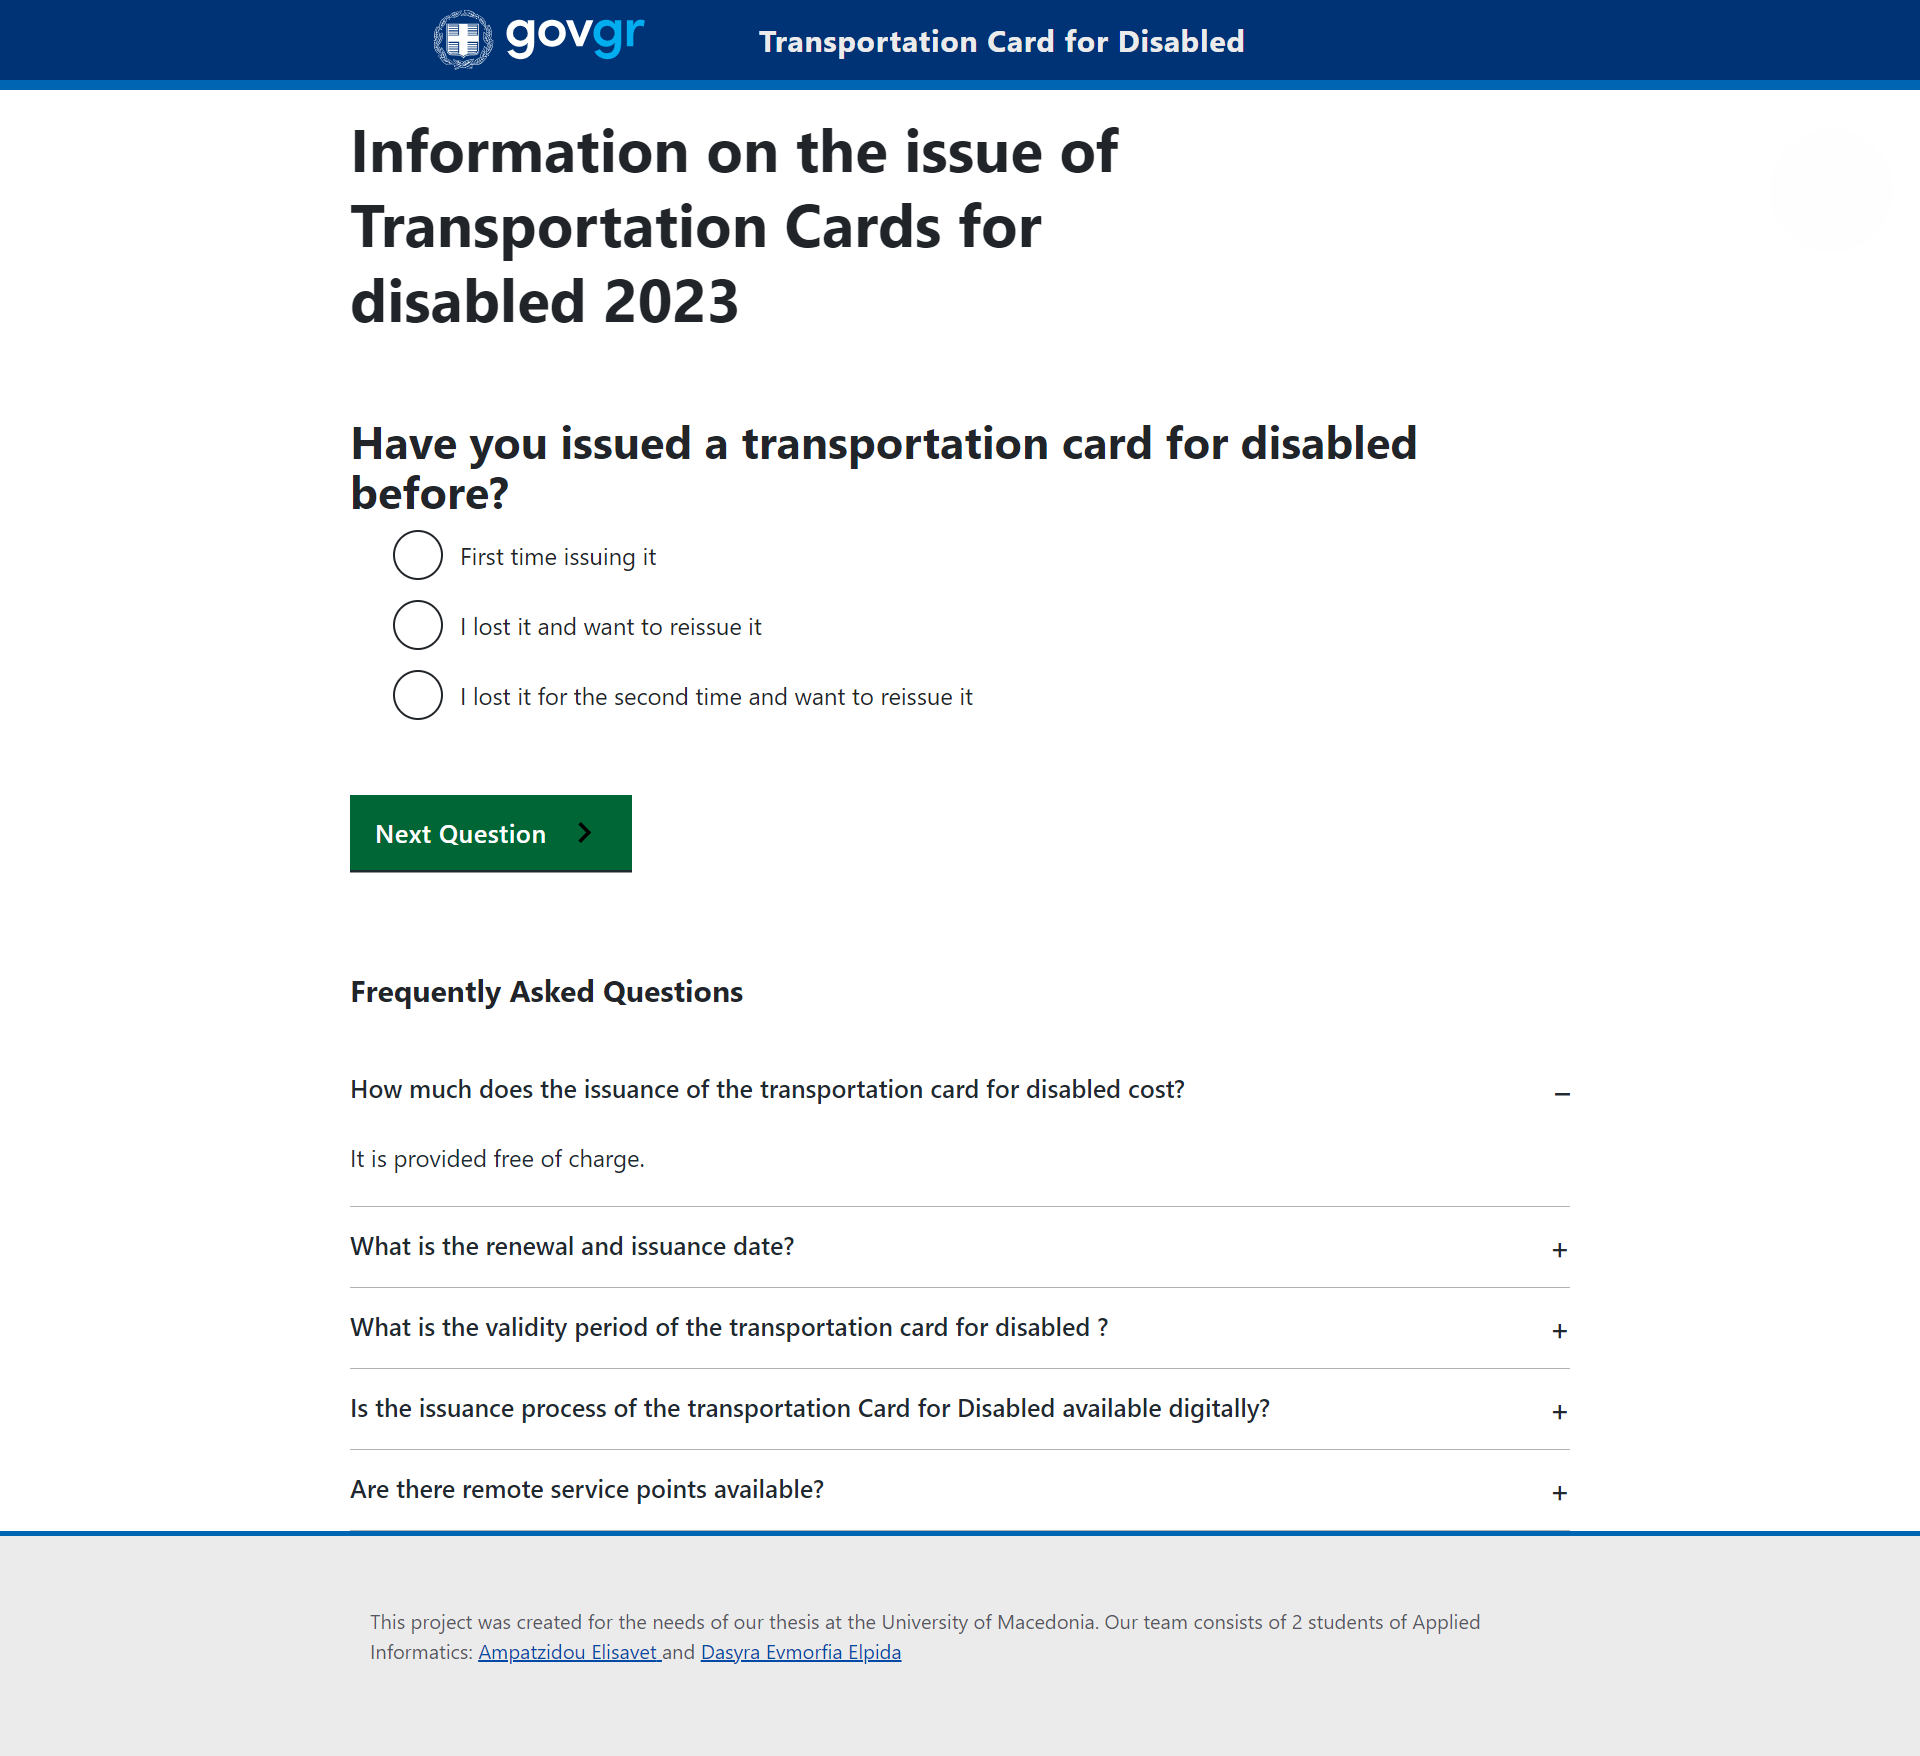 govgr
Transportation Card for Disabled
Information on the issue of
Transportation Cards for
disabled 2023
Have you issued a transportation card for disabled
before?
First time issuing it
I lost it and want to reissue it
I lost it for the second time and want to reissue it
Next Question
Frequently Asked Questions
How much does the issuance of the transportation card for disabled cost?
It is provided free of charge.
What is the renewal and issuance date?
What is the validity period of the transportation card for disabled ?
Is the issuance process of the transportation Card for Disabled available digitally?
Are there remote service points available?
This project was created for the needs of our thesis at the University of Macedonia. Our team consists of 2 students of Applied
Informatics: Ampatzidou Elisavet and Dasyra Evmorfia Elpida